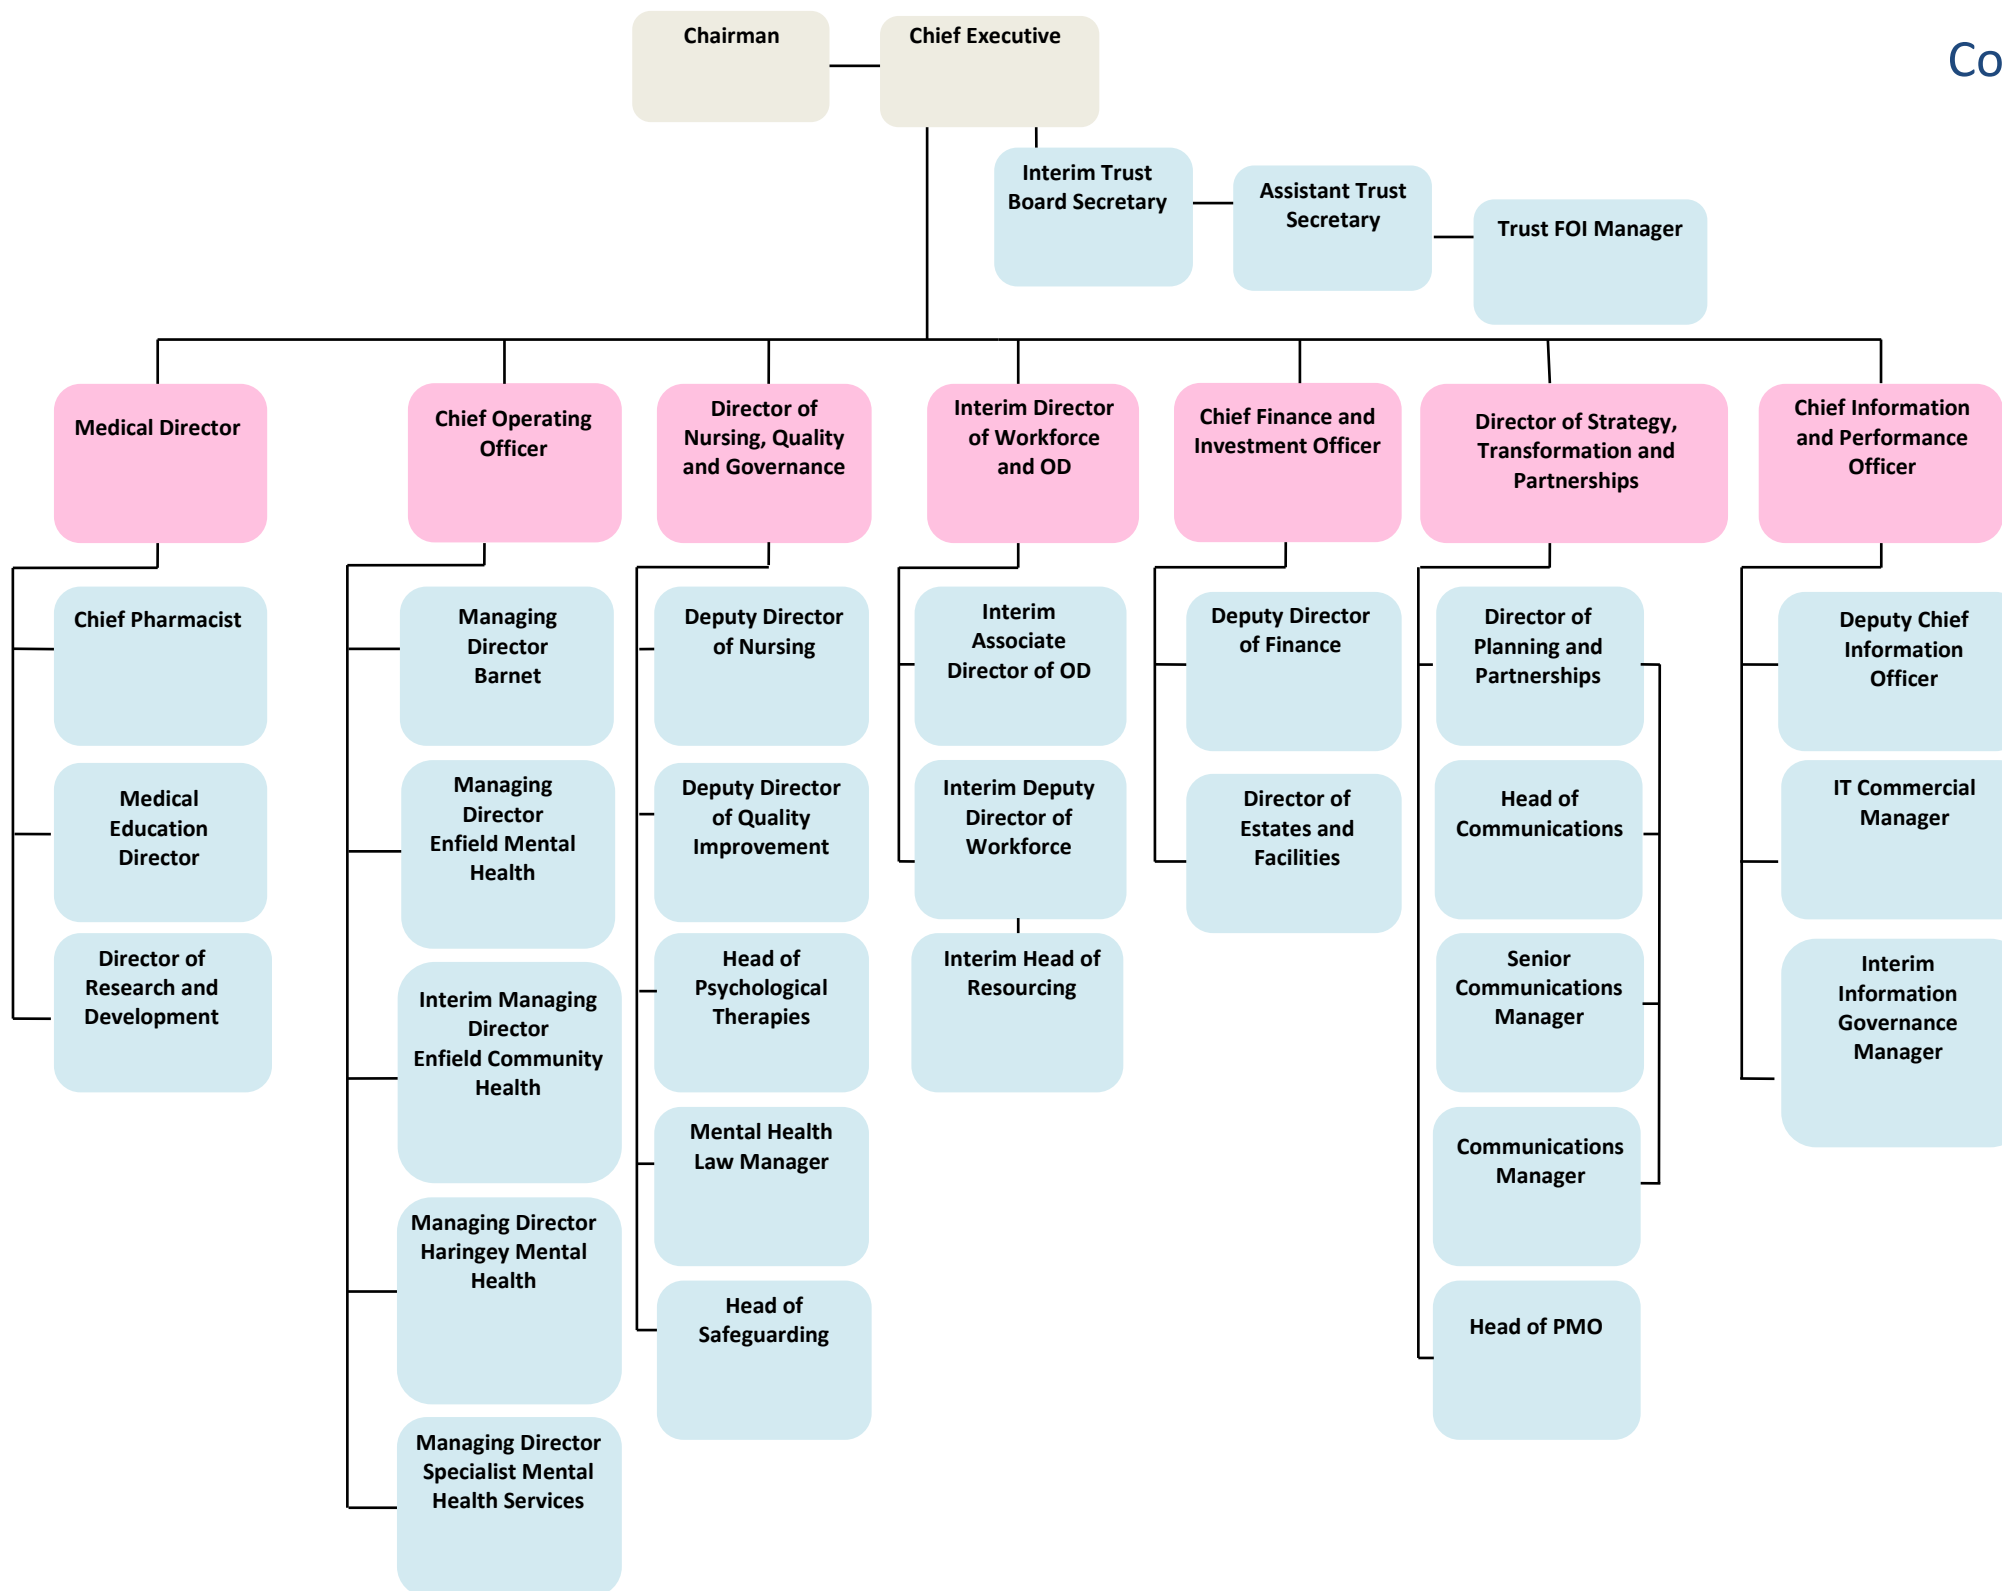 Chairman
Chief Executive
Co
Interim Trust
Board Secretary
Assistant Trust
Secretary
Trust FOI Manager
Medical Director
Chief Operating
Officer
Director of
Nursing, Quality
and Governance
Interim Director
of Workforce
and OD
Chief Finance and
Investment Officer
Director of Strategy,
Transformation and
Partnerships
Chief Information
and Performance
Officer
Chief Pharmacist
Medical
Education
Director
Director of
Research and
Development
Managing
Director
Barnet
Managing
Director
Enfield Mental
Health
Interim Managing
Director
Enfield Community
Health
Managing Director
Haringey Mental
Health
Managing Director
Specialist Mental
Health Services
Deputy Director
of Nursing
Deputy Director
of Quality
Improvement
Head of
Psychological
Therapies
Mental Health
Law Manager
Head of
Safeguarding
Interim
Associate
Director of OD
Interim Deputy
Director of
Workforce
Interim Head of
Resourcing
Deputy Director
of Finance
Director of
Estates and
Facilities
Director of
Planning and
Partnerships
Head of
Communications
Senior
Communications
Manager
Communications
Manager
Head of PMO
Deputy Chief
Information
Officer
IT Commercial
Manager
Interim
Information
Governance
Manager